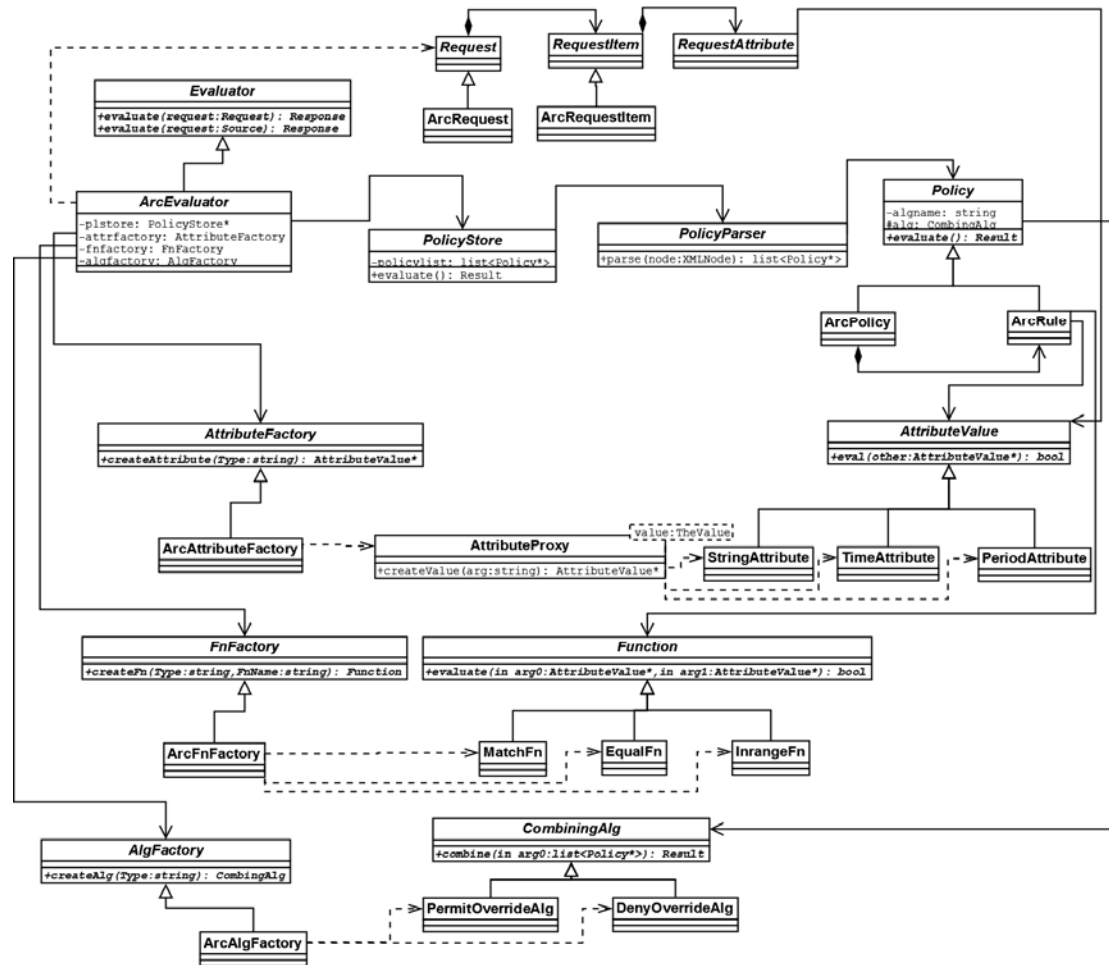 Request
RequestItem
RequestAttribute
Evaluator
+evaluate(request:Request): Response
+evaluate(request:Source): Response
ArcRequest
ArcRequestItem
ArcEvaluator
-plstore: PolicyStore*
-attrfactory: AttributeFactory
-fnfactory: FnFactory
-algfactory: AlgFactory
PolicyStore
-policylist: list<Policy*>
+evaluate(): Result
PolicyParser
+parse(node:XMLNode): list<Policy*>
Policy
-algname: string
#alg: CombingAlg
+evaluate(): Result
ArcPolicy
ArcRule
AttributeFactory
+createAttribute(Type:string): AttributeValue*
AttributeValue
+eval(other:AttributeValue*): bool
ArcAttributeFactory
value:TheValue
AttributeProxy
+createValue(arg:string): AttributeValue*
StringAttribute
TimeAttribute
PeriodAttribute
FnFactory
+createFn(Type:string,FnName:string): Function
Function
+evaluate(in arg0:AttributeValue*,in arg1:AttributeValue*): bool
ArcFnFactory
MatchFn
EqualFn
InrangeFn
AlgFactory
+createAlg(Type:string): CombingAlg
CombiningAlg
+combine(in arg0:list<Policy*>): Result
PermitOverrideAlg
DenyOverrideAlg
ArcAlgFactory